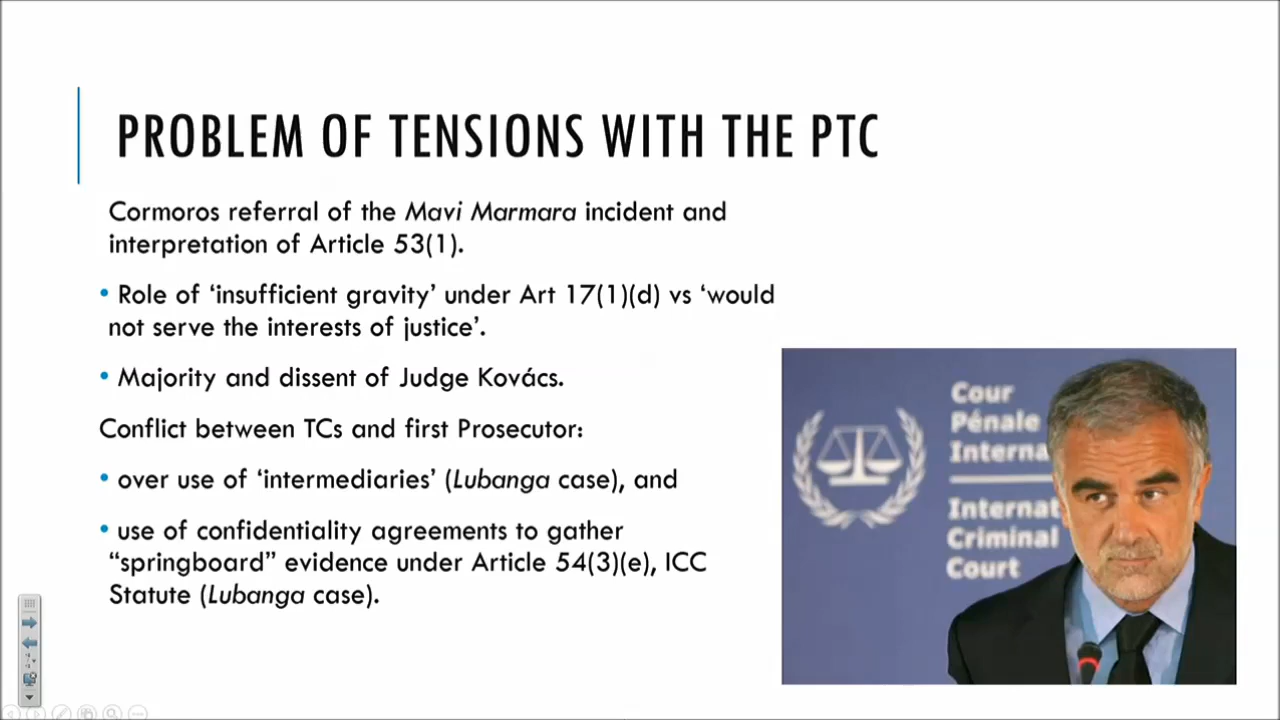 PROBLEM OF TENSIONS WITH THE PTC
Cormoros referral of the Mavi Marmara incident and
interpretation of Article 53(1).
• Role of ‘insufficient gravity’ under Art 17(1)(d) vs ‘would
not serve the interests of justice’.
• Majority and dissent of Judge Kovács.
Conflict between TCs and first Prosecutor:
• over use of ‘intermediaries’ (Lubanga case), and
• use of confidentiality agreements to gather
“springboard” evidence under Article 54(3)(e), ICC
Statute (Lubanga case).
Cour
Pénale
Interna
Internat
Criminal
Court